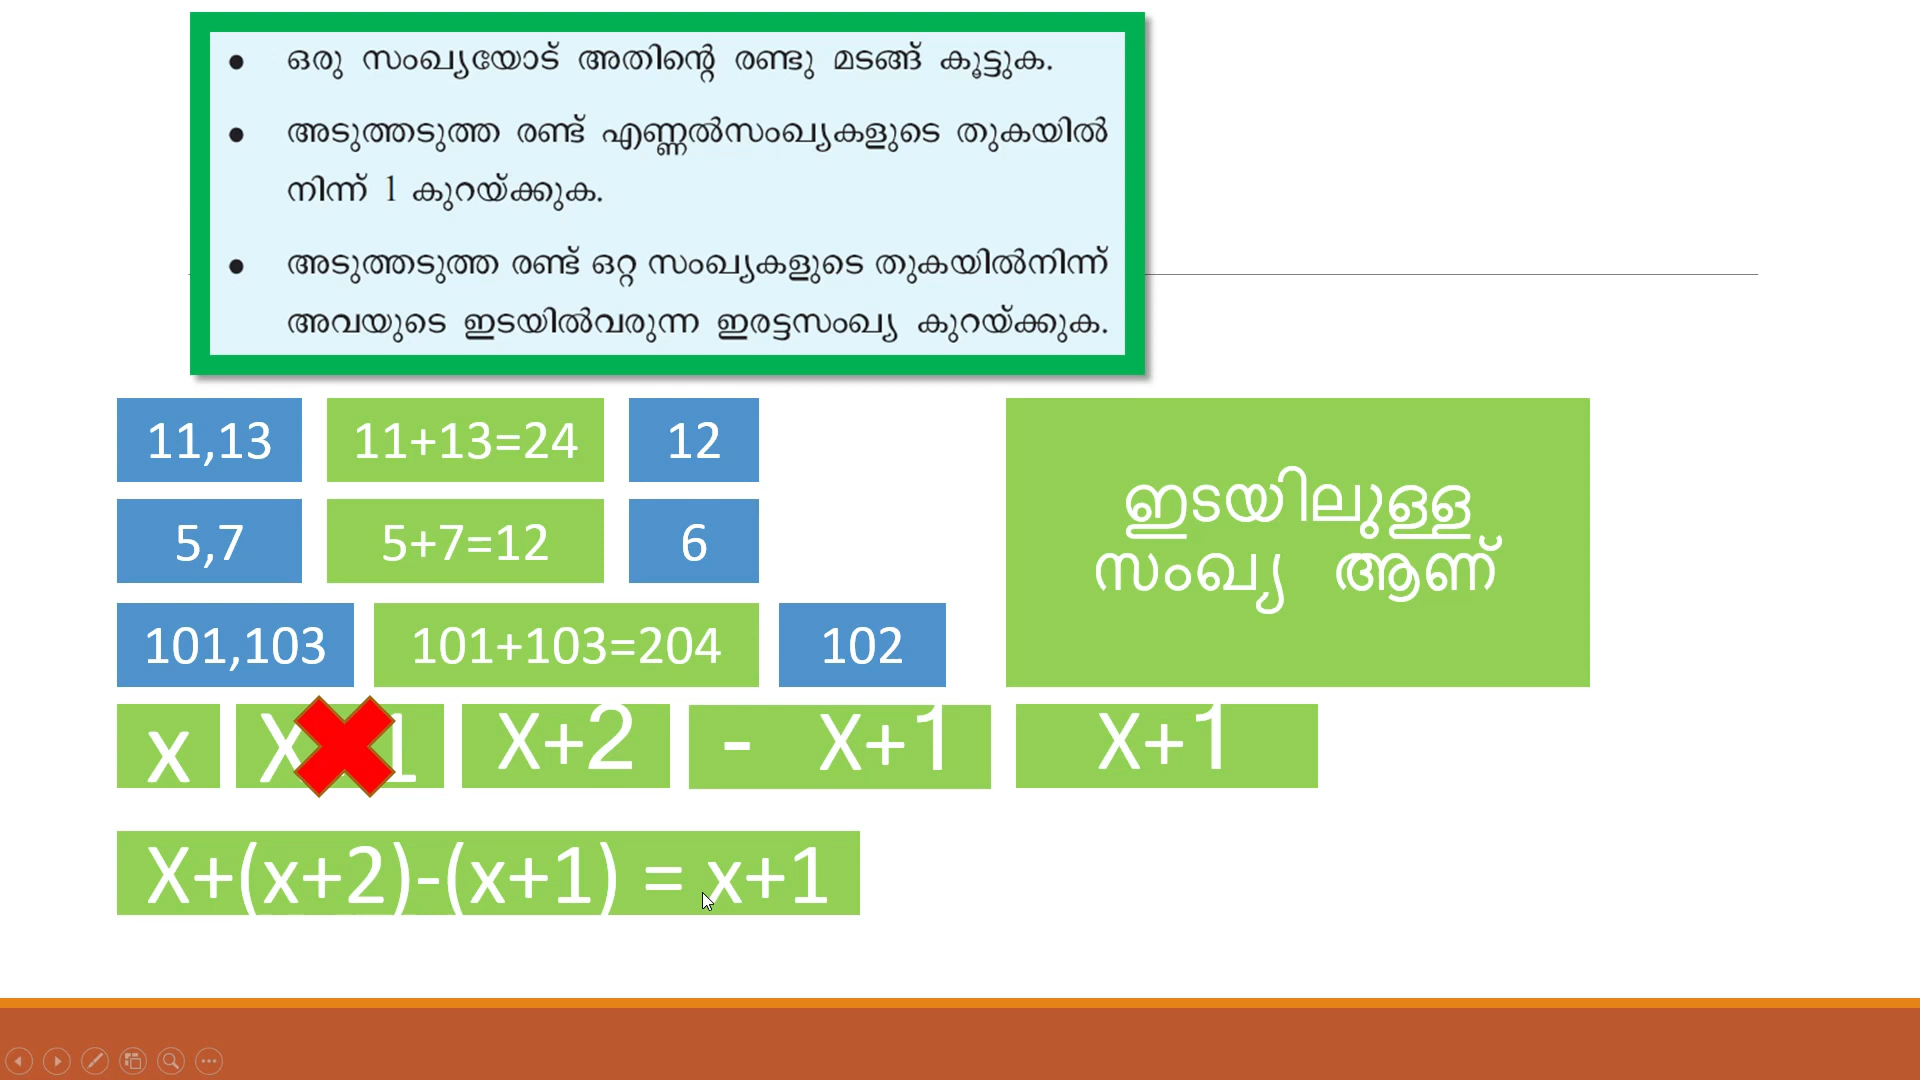 • ഒരു സംഖ്യയോട് അതിന്റെ രണ്ടു മടങ്ങ് കൂട്ടുക.
• അടുത്തടുത്ത രണ്ട് എണ്ണൽസംഖ്യകളുടെ തുകയിൽ
നിന്ന് 1 കുറയ്ക്കുക.
• അടുത്തടുത്ത രണ്ട് ഒറ്റ സംഖ്യകളുടെ തുകയിൽനിന്ന്
അവയുടെ ഇടയിൽവരുന്ന ഇരട്ടസംഖ്യ കുറയ്ക്കുക.
11,13 11+13=24 12
5,7 5+7=12 6
101,103 101+103=204 102
ഇടയിലുള്ള
സംഖ്യ ആണ്
x X 1 X+2 - X+1 X+1
X+(x+2)-(x+1) = x+1